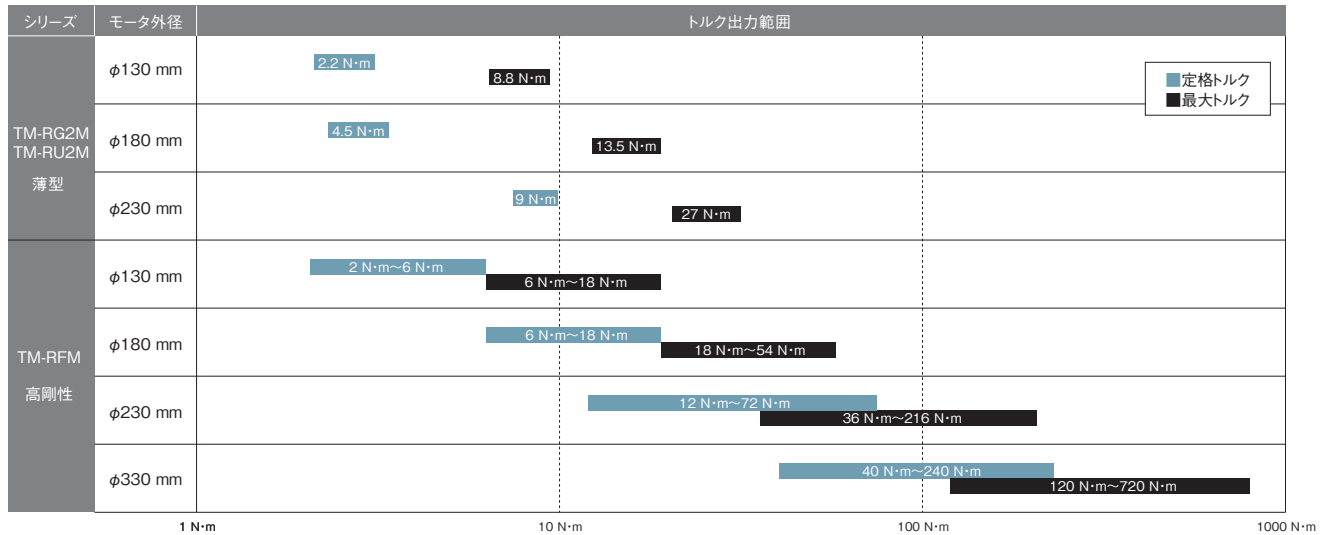 シリーズ モータ外径 トルク出力範囲
■定格トルク
■最大トルク
TM-RG2M
TM-RU2M
薄型
φ130 mm 2.2 N・m 8.8 N・m
φ180 mm 4.5 N・m 13.5 N・m
φ230 mm 9 N・m 27 N・m
TM-RFM
高剛性
φ130 mm 2 N・m～6 N・m 6 N・m～18 N・m
φ180 mm 6 N・m～18 N・m 18 N・m～54 N・m
φ230 mm 12 N・m～72 N・m 36 N・m～216 N・m
φ330 mm 40 N・m～240 N・m 120 N・m～720 N・m
1 N・m 10 N・m 100 N・m 1000 N・m